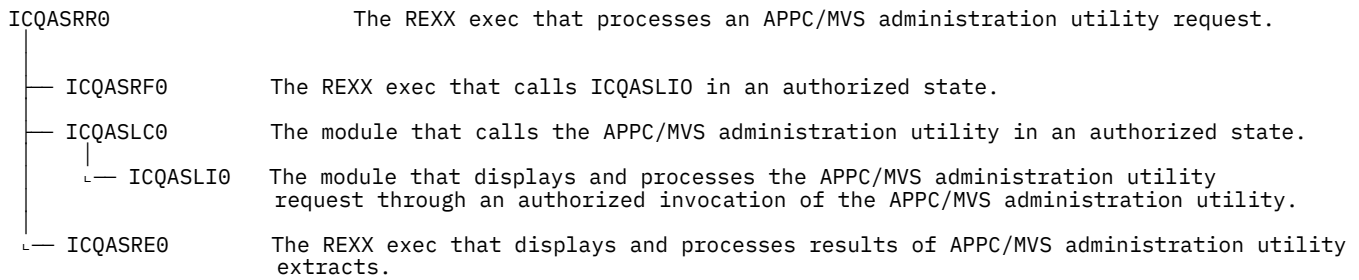 ICQASRR0 The REXX exec that processes an APPC/MVS administration utility request.
ICQASRF0 The REXX exec that calls ICQASLIO in an authorized state.
ICQASLC0 The module that calls the APPC/MVS administration utility in an authorized state.
ICQASLI0 The module that displays and processes the APPC/MVS administration utility
request through an authorized invocation of the APPC/MVS administration utility.
ICQASRE0 The REXX exec that displays and processes results of APPC/MVS administration utility
extracts.